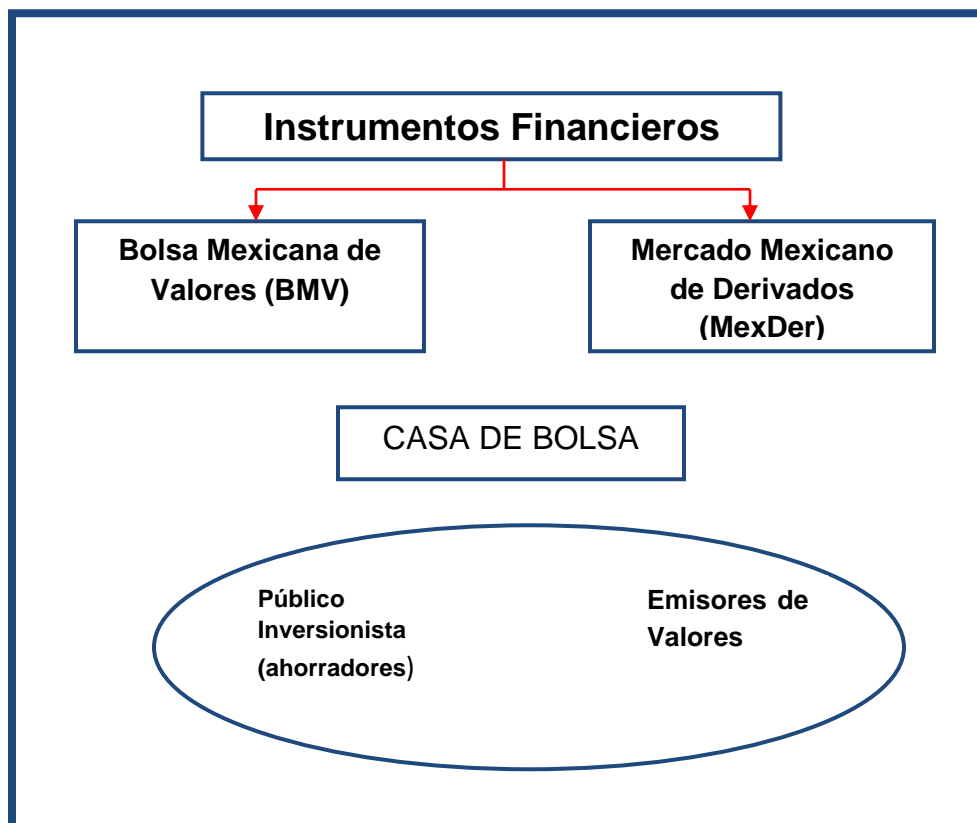 Instrumentos Financieros
Bolsa Mexicana de
Valores (BMV)
Mercado Mexicano
de Derivados
(MexDer)
CASA DE BOLSA
Público
Inversionista
(ahorradores)
Emisores de
Valores